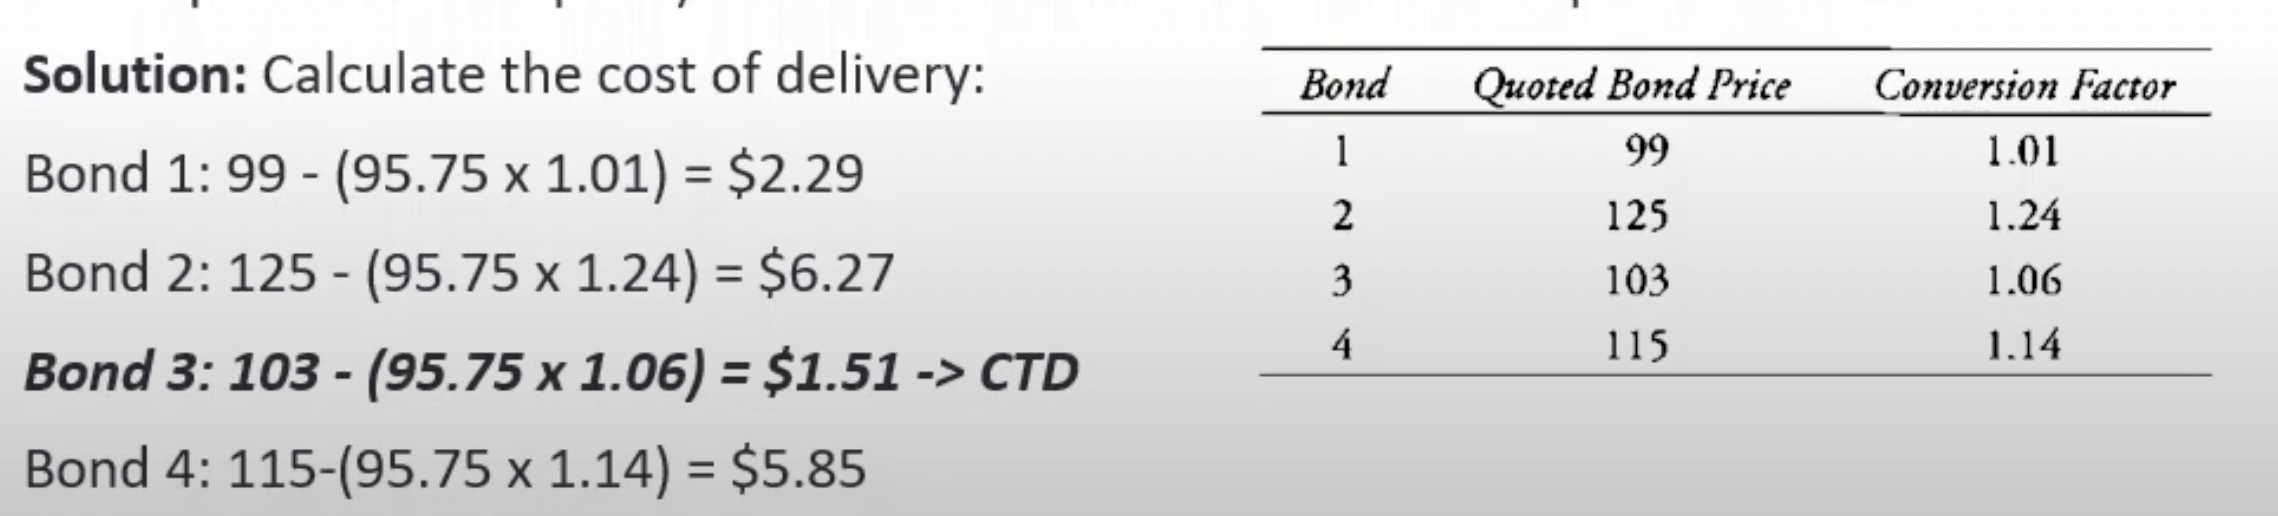 Solution: Calculate the cost of delivery:
Bond 1: 99 - (95.75 x 1.01) = $2.29
Bond 2: 125 - (95.75 x 1.24) = $6.27
Bond 3: 103 - (95.75 x 1.06) = $1.51 -> CTD
Bond 4: 115-(95.75 x 1.14) = $5.85
Bond Quoted Bond Price Conversion Factor
1 99 1.01
2 125 1.24
3 103 1.06
4 115 1.14